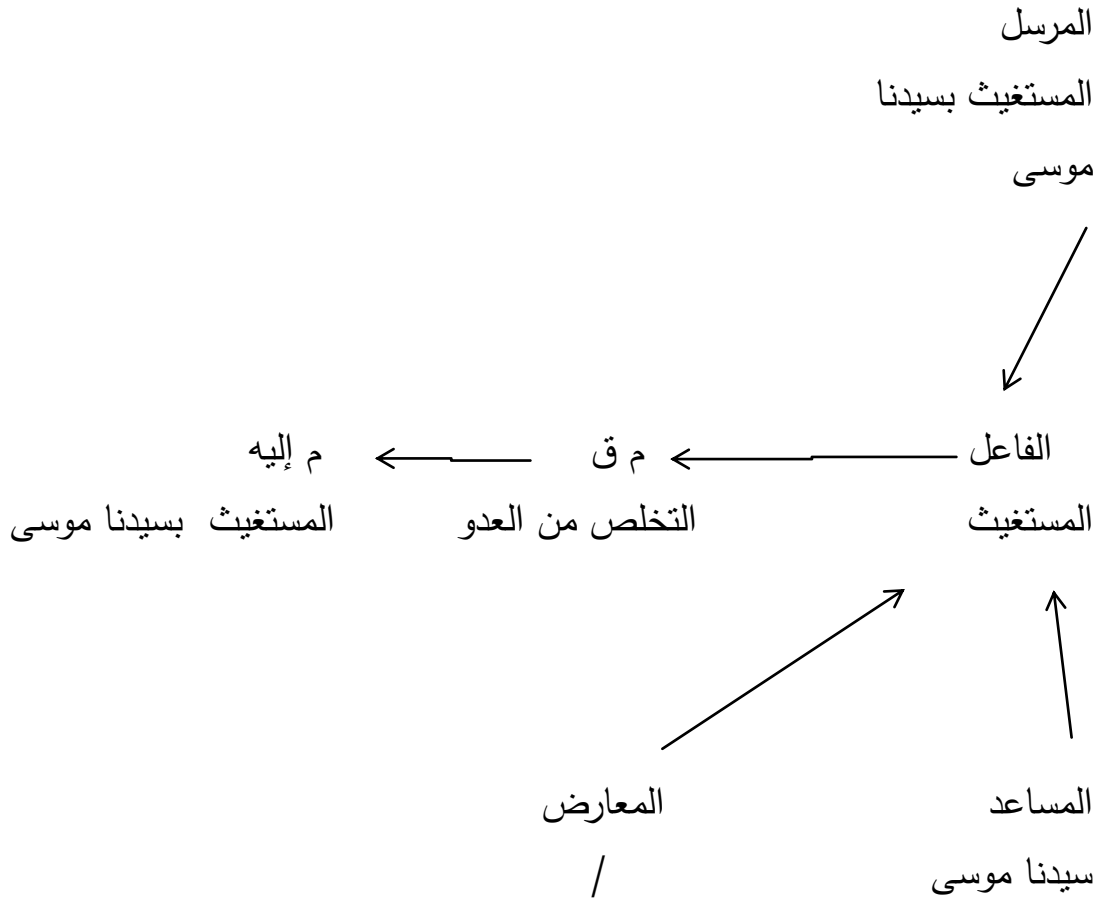 المرسل
المستغيث بسيدنا
موسى
الفاعل م ق م إليه
المستغيث التخلص من العدو المستغيث بسيدنا موسى
المساعد المعارض
سيدنا موسى /